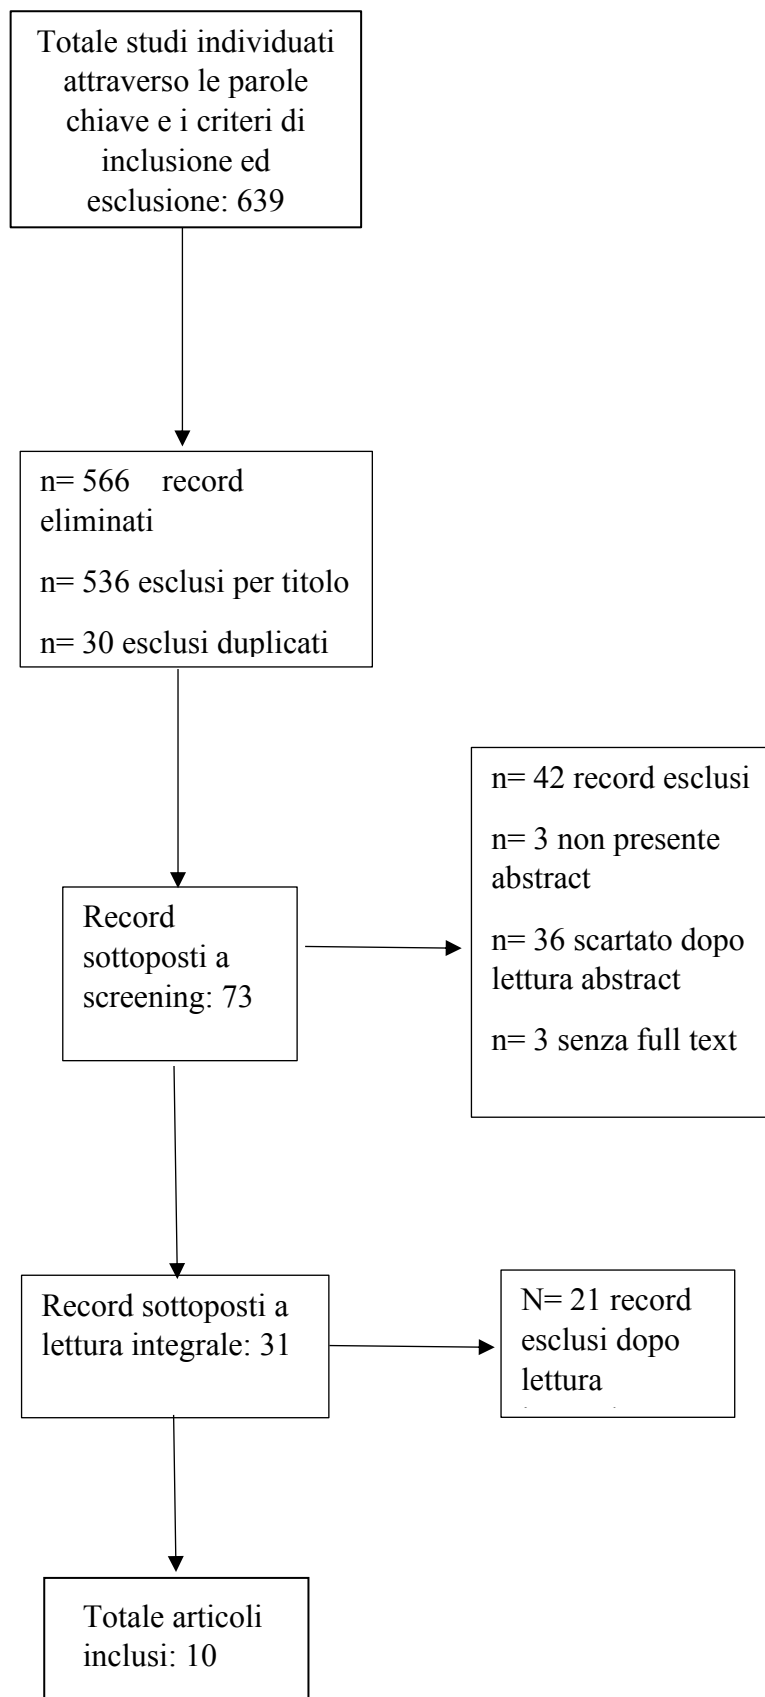 Totale studi individuati
attraverso le parole
chiave e i criteri di
inclusione ed
esclusione: 639
n= 566 record
eliminati
n= 536 esclusi per titolo
n= 30 esclusi duplicati
n= 42 record esclusi
n= 3 non presente
abstract
n= 36 scartato dopo
lettura abstract
n= 3 senza full text
Record
sottoposti a
screening: 73
Record sottoposti a
lettura integrale: 31
N= 21 record
esclusi dopo
lettura
Totale articoli
inclusi: 10